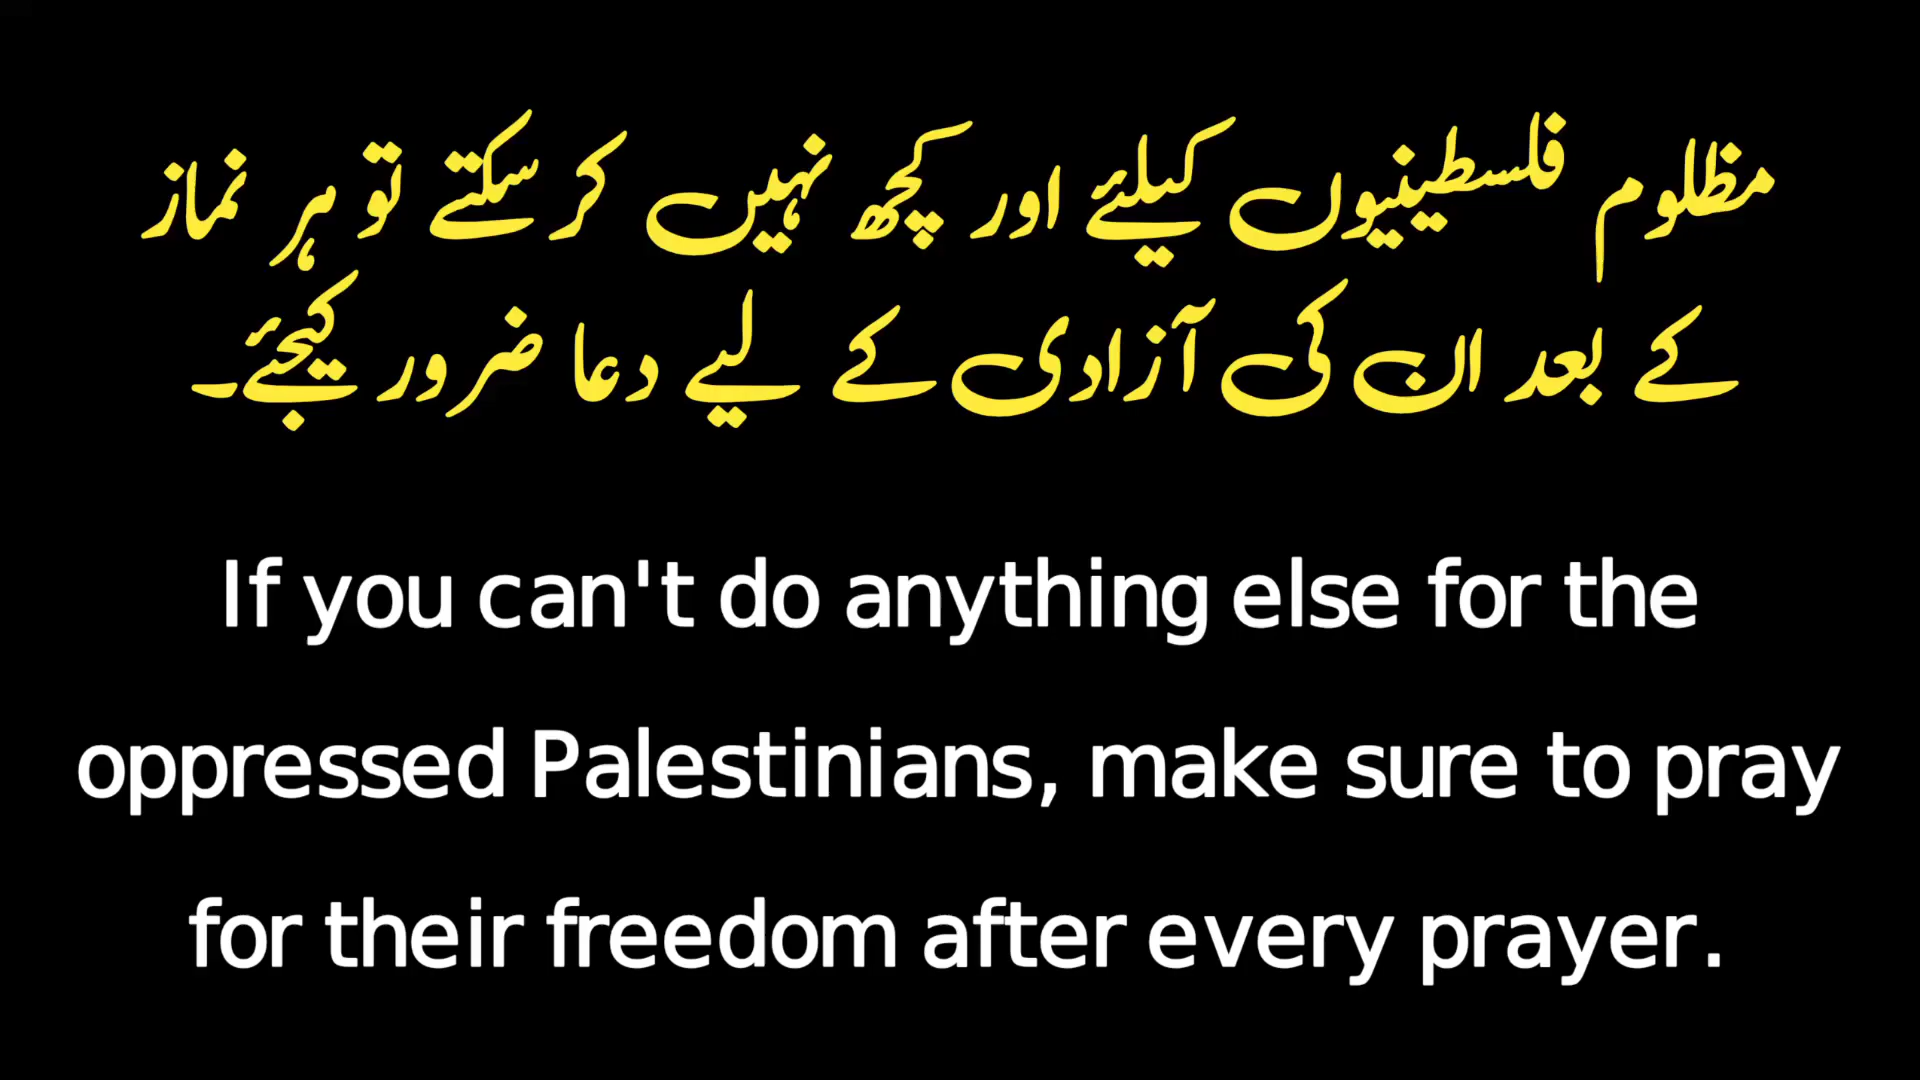 مظلوم فلسطینیوں کیلئے اور کچھ نہیں کر سکتے تو ہر نماز
کے بعد ان کی آزادی کے لیے دعا ضرور کیجئے۔
If you can't do anything else for the
oppressed Palestinians, make sure to pray
for their freedom after every prayer.